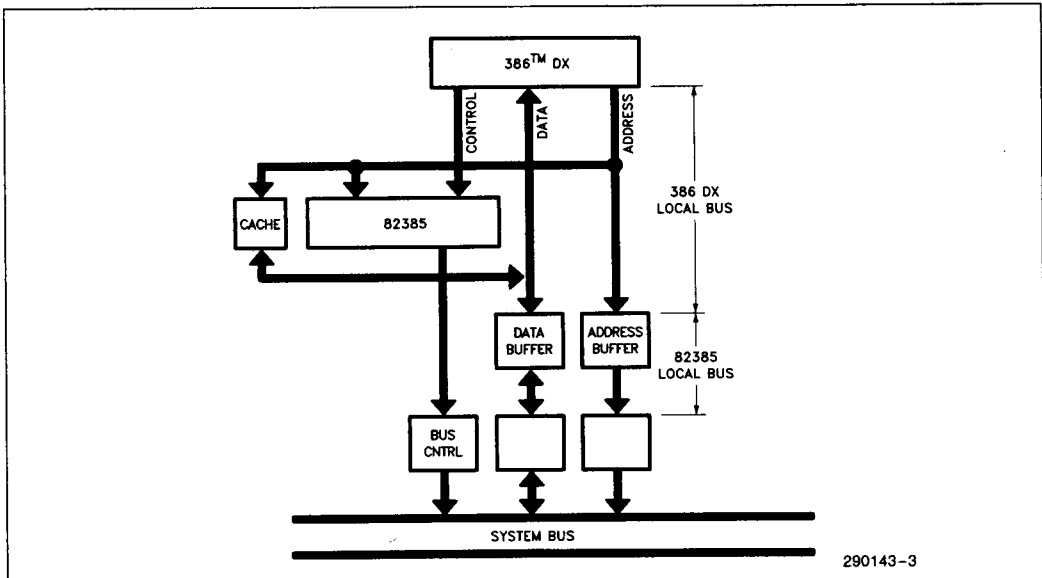 386™ DX
CONTROL
DATA
ADDRESS
386 DX
LOCAL BUS
CACHE
82385
DATA
BUFFER
ADDRESS
BUFFER
82385
LOCAL BUS
BUS
CNTRL
SYSTEM BUS
290143-3